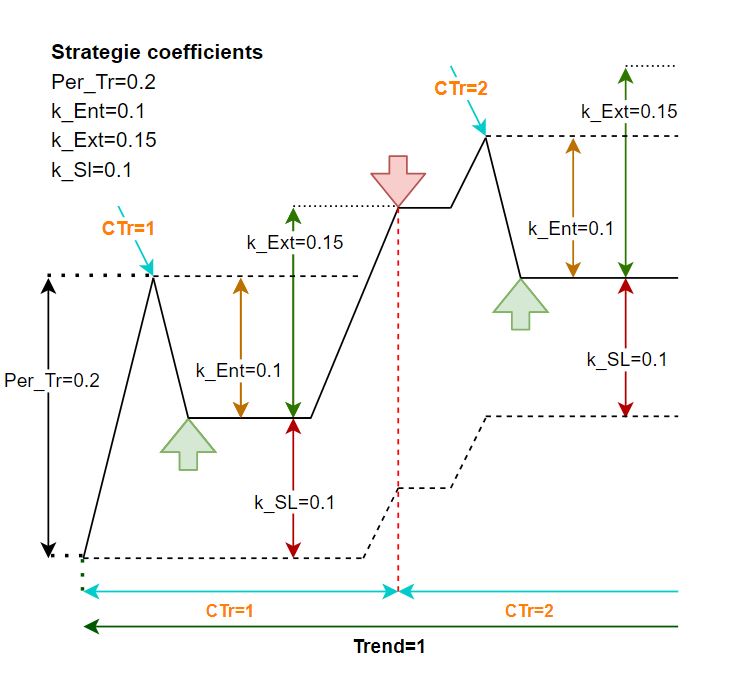 Strategie coefficients
Per_Tr=0.2
k_Ent=0.1
k_Ext=0.15
k_Sl=0.1
CTr=2
k_Ext=0.15
CTr=1
k_Ent=0.1
k_Ext=0.15
k_SL=0.1
k_Ent=0.1
Per_Tr=0.2
k_SL=0.1
CTr=1
CTr=2
Trend=1